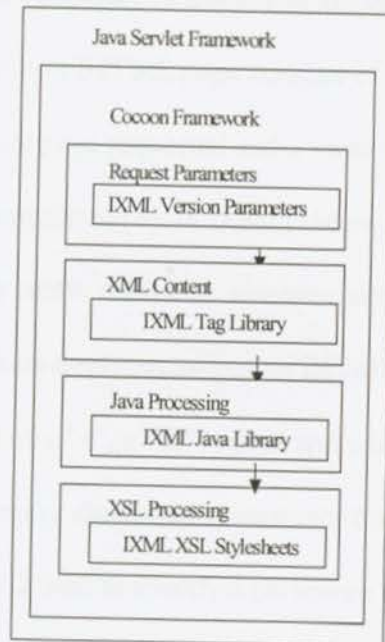 Java Servlet Framework
Cocoon Framework
Request Parameters
IXML Version Parameters
XML Content
IXML Tag Library
Java Processing
IXML Java Library
XSL Processing
IXML XSL Stylesheets